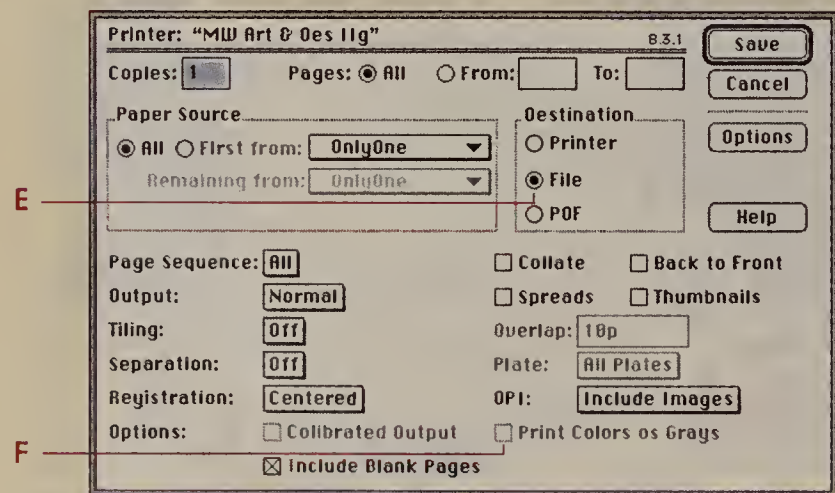 Printer: “MW Art & Des IIg” 8.3.1
Save
Copies: 1 Pages: All From: To:
Cancel
Paper Source
Destination
All First from: OnlyOne
Printer
Options
Remaining from: OnlyOne
E
File
PDF
Help
Page Sequence: All
Collate Back to Front
Output: Normal
Spreads Thumbnails
Tiling: Off
Overlap: 18p
Separation: Off
Plate: All Plates
Registration: Centered
OPI: Include Images
Options: Calibrated Output
Print Colors as Grays
F
Include Blank Pages